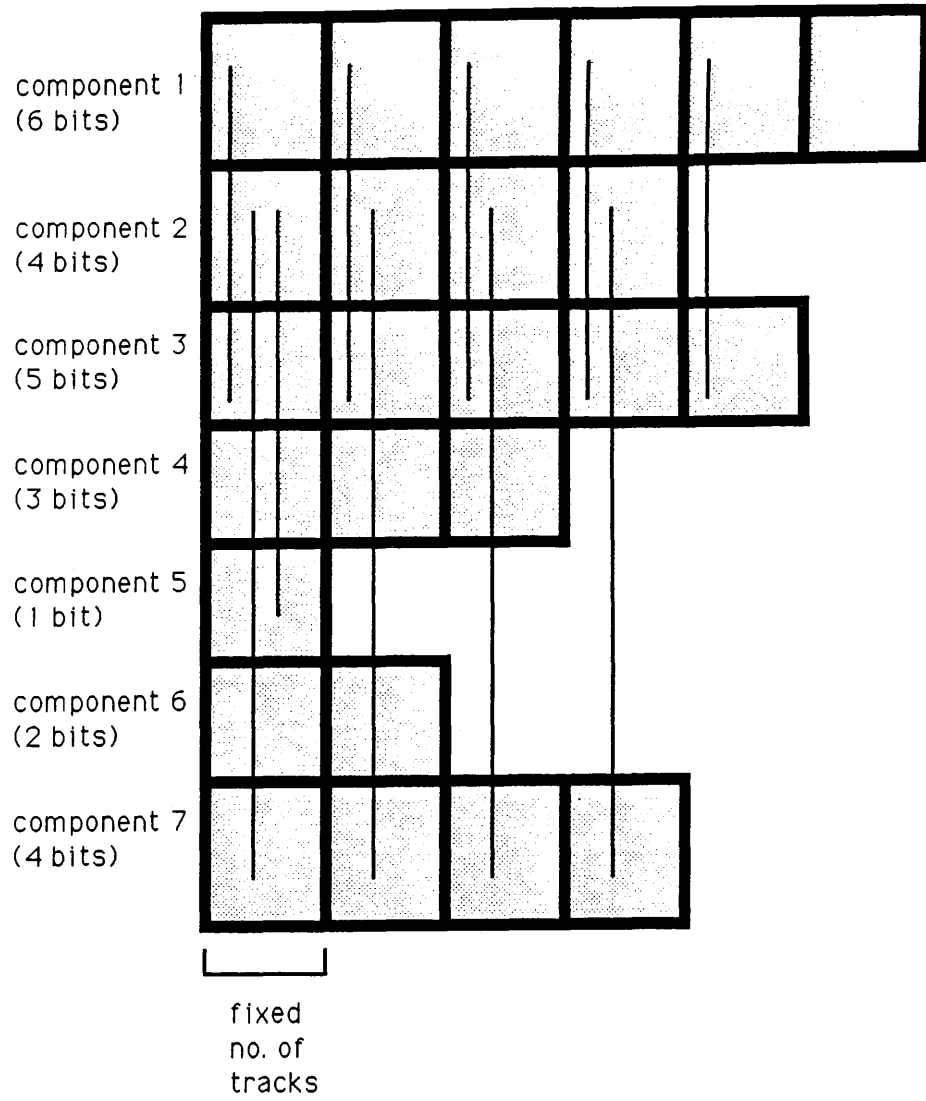 component 1
(6 bits)
component 2
(4 bits)
component 3
(5 bits)
component 4
(3 bits)
component 5
(1 bit)
component 6
(2 bits)
component 7
(4 bits)
fixed
no. of
tracks